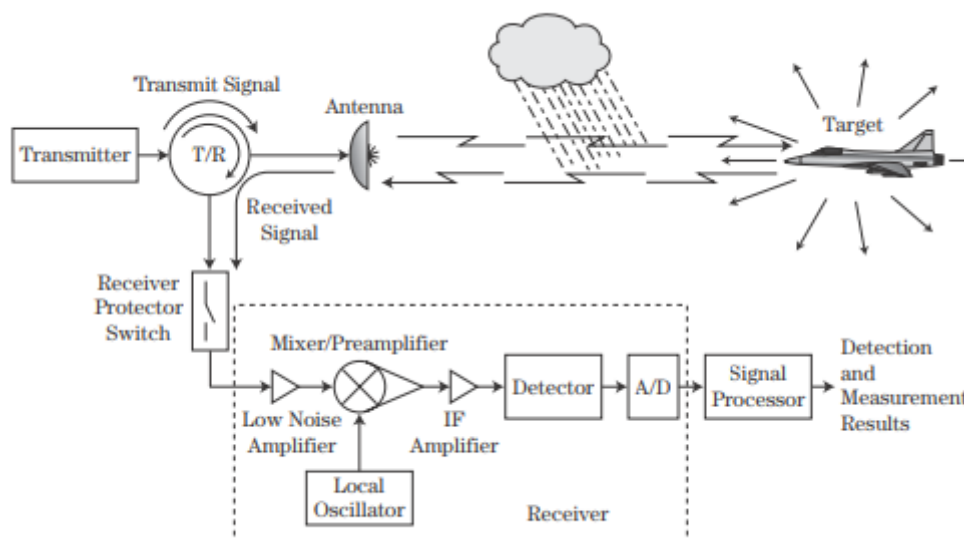 Transmit Signal
Antenna
Target
Transmitter
T/R
Received
Signal
Receiver
Protector
Switch
Mixer/Preamplifier
Detector
A/D
Signal
Processor
Detection
and
Measurement
Results
Low Noise
Amplifier
IF
Amplifier
Local
Oscillator
Receiver